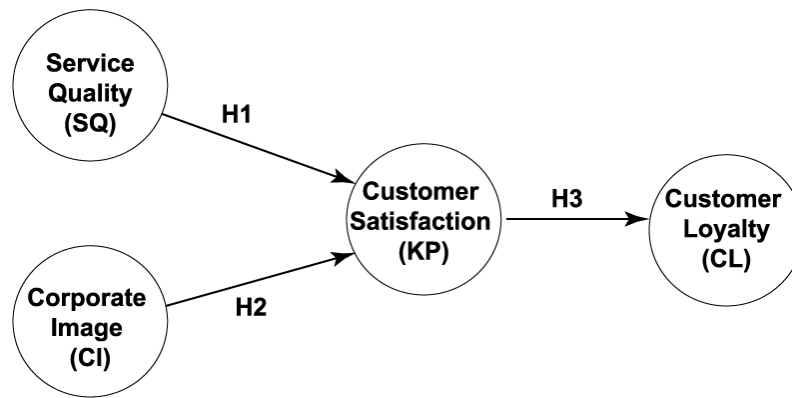 Service
Quality
(SQ)
H1
Customer
Satisfaction
(KP)
H3
Customer
Loyalty
(CL)
Corporate
Image
(CI)
H2